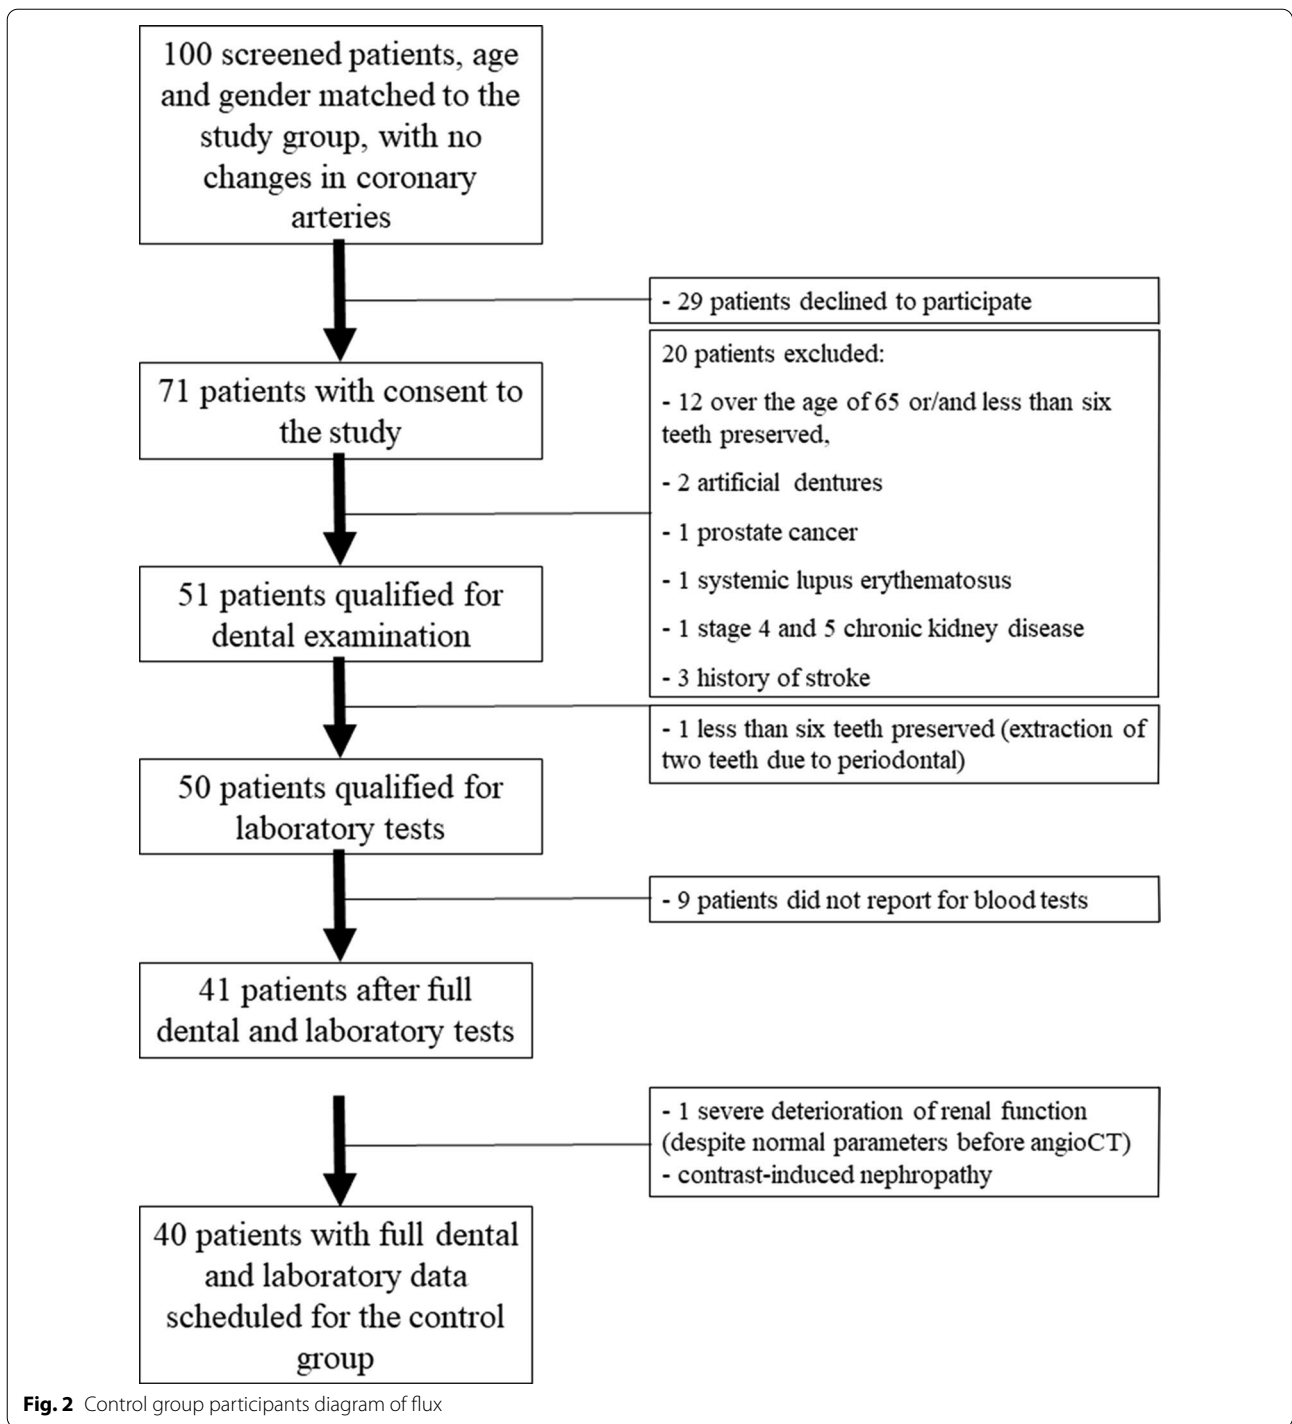 100 screened patients, age
and gender matched to the
study group, with no
changes in coronary
arteries
- 29 patients declined to participate
71 patients with consent to
the study
20 patients excluded:
- 12 over the age of 65 or/and less than six
teeth preserved,
- 2 artificial dentures
- 1 prostate cancer
- 1 systemic lupus erythematosus
- 1 stage 4 and 5 chronic kidney disease
- 3 history of stroke
51 patients qualified for
dental examination
- 1 less than six teeth preserved (extraction of
two teeth due to periodontal)
50 patients qualified for
laboratory tests
- 9 patients did not report for blood tests
41 patients after full
dental and laboratory tests
- 1 severe deterioration of renal function
(despite normal parameters before angioCT)
- contrast-induced nephropathy
40 patients with full dental
and laboratory data
scheduled for the control
group
Fig. 2 Control group participants diagram of flux